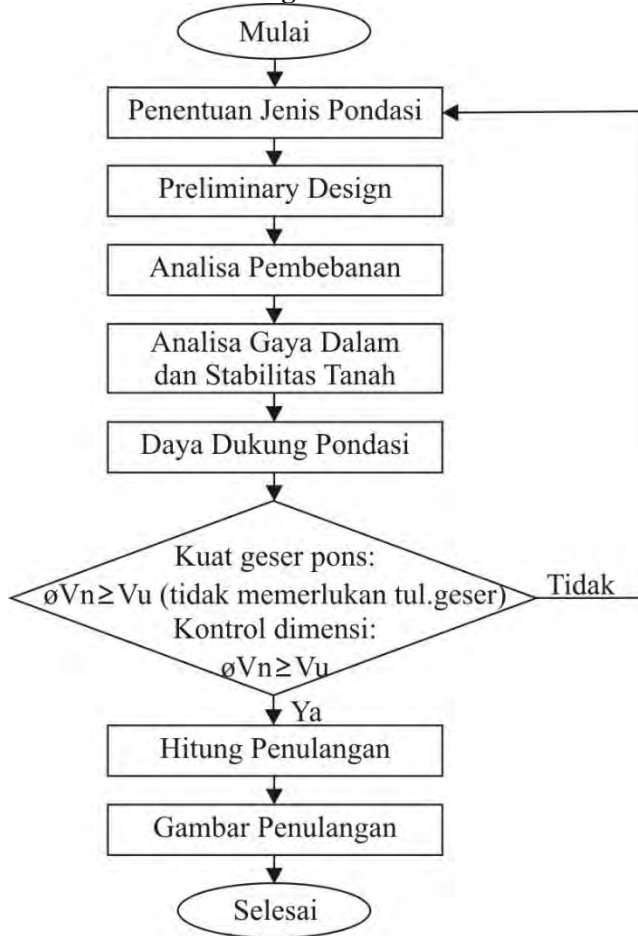 Mulai
Penentuan Jenis Pondasi
Preliminary Design
Analisa Pembebanan
Analisa Gaya Dalam
dan Stabilitas Tanah
Daya Dukung Pondasi
Kuat geser pons:
øVn≥Vu (tidak memerlukan tul.geser)
Kontrol dimensi:
øVn≥Vu
Tidak
Ya
Hitung Penulangan
Gambar Penulangan
Selesai